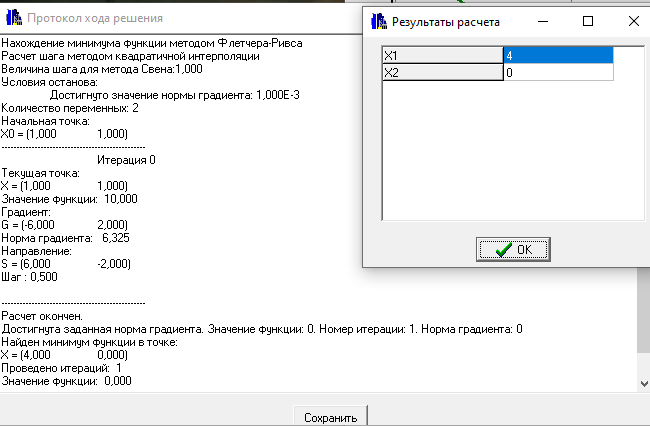 Протокол хода решения
Нахождение минимума функции методом Флетчера-Ривса
Расчет шага методом квадратичной интерполяции
Величина шага для метода Свена:1,000
Условия останова:
Достигнуто значение нормы градиента: 1,000E-3
Количество переменных: 2
Начальная точка:
X0 = (1,000 1,000)
-----------------------------------------------
Итерация 0
Текущая точка:
X = (1,000 1,000)
Значение функции: 10,000
Градиент:
G = (-6,000 2,000)
Норма градиента: 6,325
Направление:
S = (6,000 -2,000)
Шаг : 0,500
-----------------------------------------------
Расчет окончен.
Достигнута заданная норма градиента. Значение функции: 0. Номер итерации: 1. Норма градиента: 0
Найден минимум функции в точке:
X = (4,000 0,000)
Проведено итераций: 1
Значение функции: 0,000
Сохранить
Результаты расчета
X1 4
X2 0
OK